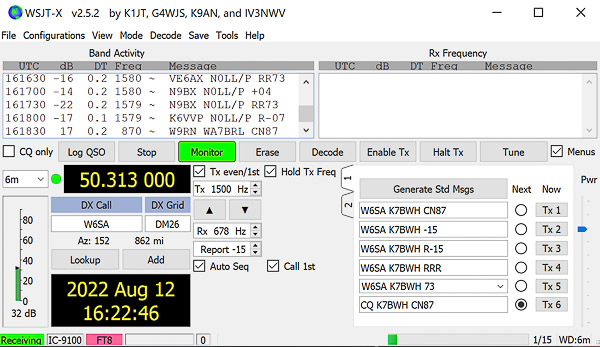 WSJT-X v2.5.2 by K1JT, G4WJS, K9AN, and IV3NWV
File Configurations View Mode Decode Save Tools Help
Band Activity
UTC dB DT Freq Message
161630 -16 0.2 1580 ~ VE6AX N0LL/P RR73
161700 -14 0.2 1580 ~ N9BX N0LL/P +04
161730 -22 0.2 1579 ~ N9BX N0LL/P RR73
161800 -17 0.1 1579 ~ K6VVP N0LL/P R-07
161830 17 0.2 870 ~ W9RN WA7BRL CN87
Rx Frequency
UTC dB DT Freq Message
CQ only Log QSO Stop Monitor Erase Decode Enable Tx Halt Tx Tune Menus
6m 50.313 000
Tx even/1st Hold Tx Freq
Tx 1500 Hz
Rx 678 Hz
Report -15
Auto Seq Call 1st
DX Call DX Grid
W6SA DM26
Az: 152 862 mi
Lookup Add
2022 Aug 12
16:22:46
80
60
40
20
0
32 dB
1
2
Generate Std Msgs Next Now
W6SA K7BWH CN87 Tx 1
W6SA K7BWH -15 Tx 2
W6SA K7BWH R-15 Tx 3
W6SA K7BWH RRR Tx 4
W6SA K7BWH 73 Tx 5
CQ K7BWH CN87 Tx 6
Pwr
Receiving IC-9100 FT8 0 1/15 WD:6m